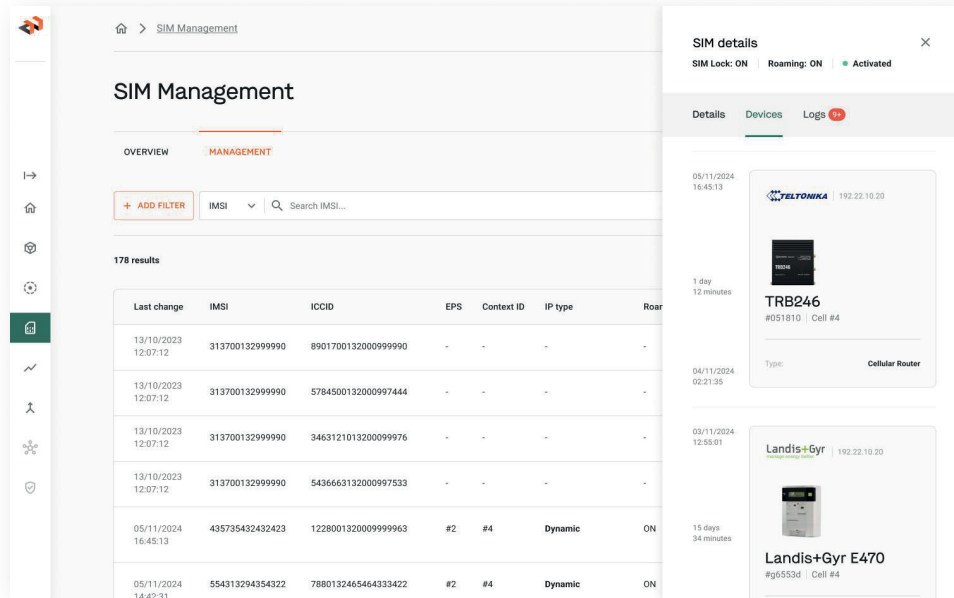 SIM Management
SIM Management
OVERVIEW
MANAGEMENT
+ ADD FILTER
IMSI
Search IMSI...
178 results
Last change IMSI ICCID EPS Context ID IP type Roar
13/10/2023
12:07:12
313700132999990 8901700132000999990 - - - -
13/10/2023
12:07:12
313700132999990 5784500132000997444 - - - -
13/10/2023
12:07:12
313700132999990 3463121013200099976 - - - -
13/10/2023
12:07:12
313700132999990 5436663132000997533 - - - -
05/11/2024
16:45:13
435735432432423 1228001320009999963 #2 #4 Dynamic ON
05/11/2024
14:42:31
554313294354322 7880132465464333422 #2 #4 Dynamic ON
SIM details
SIM Lock: ON Roaming: ON Activated
Details Devices Logs 9+
05/11/2024
16:45:13
TELTONIKA 192.22.10.20
TRB246
1 day
12 minutes
TRB246
#051810 Cell #4
Type: Cellular Router
04/11/2024
02:21:35
03/11/2024
12:55:01
Landis+Gyr 192.22.10.20
manage energy better
15 days
34 minutes
Landis+Gyr E470
#g6553d Cell #4